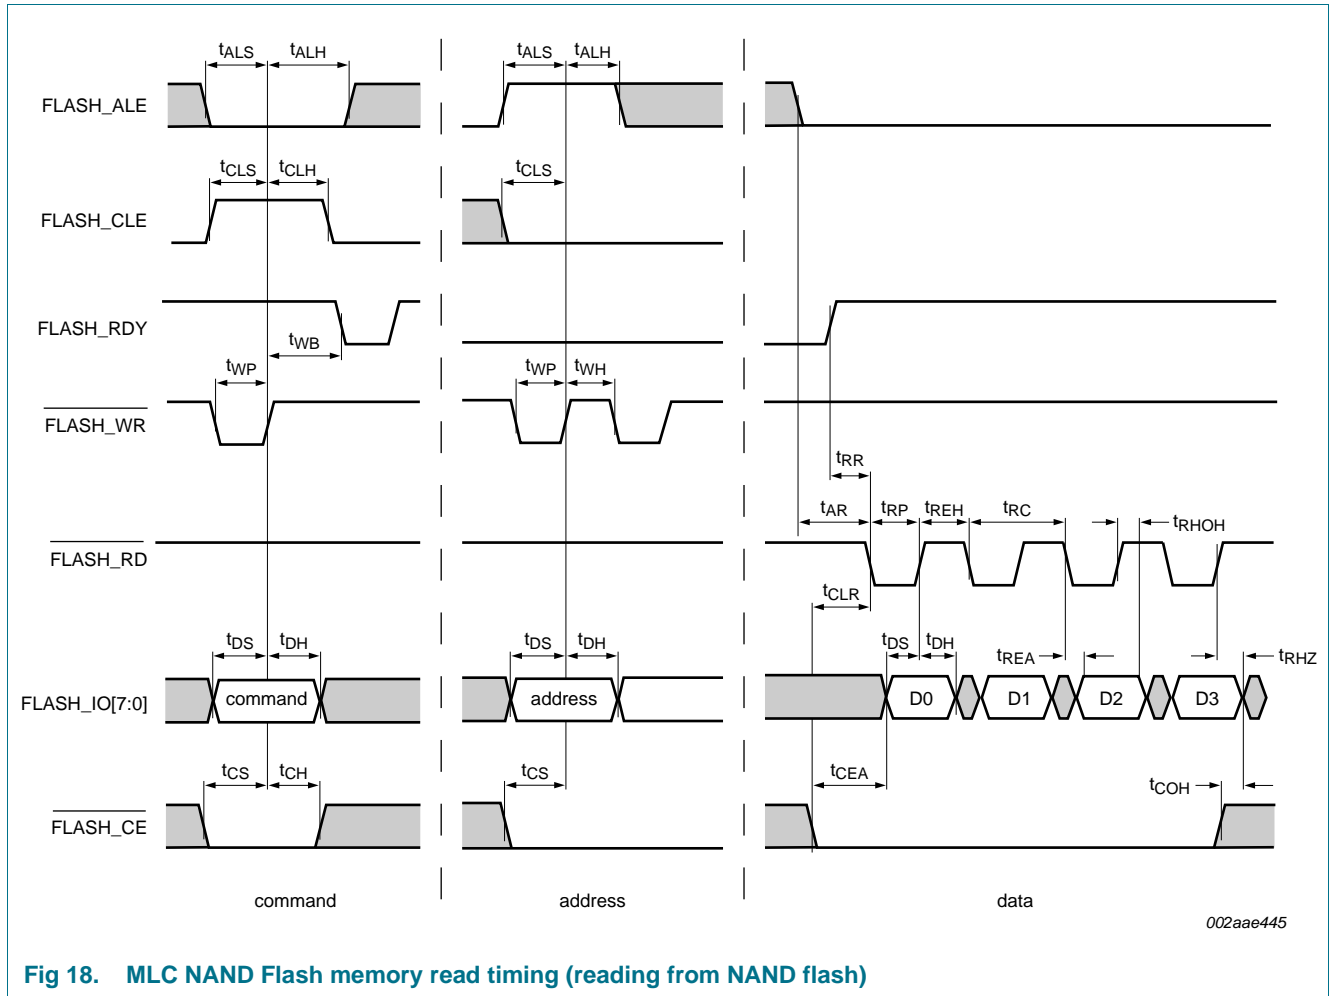 tALS tALH tALS tALH
FLASH_ALE
tCLS tCLH tCLS
FLASH_CLE
FLASH_RDY
tWB
tWP tWP tWH
FLASH_WR
tRR
tAR tRP tREH tRC tRHOH
FLASH_RD
tCLR
tDS tDH tDS tDH tDS tDH tREA tRHZ
FLASH_IO[7:0] command address D0 D1 D2 D3
tCS tCH tCS tCEA tCOH
FLASH_CE
command address data
002aae445
Fig 18. MLC NAND Flash memory read timing (reading from NAND flash)